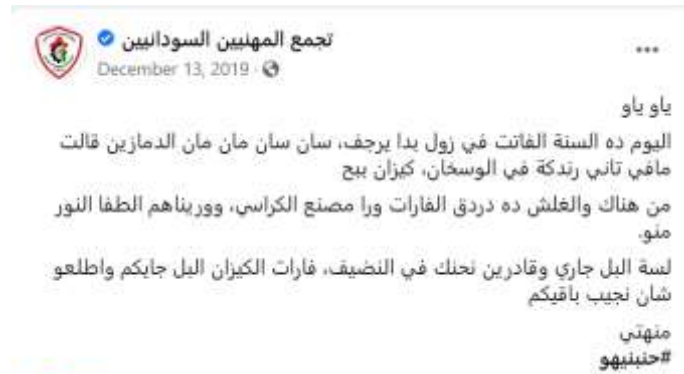 تجمع المهنيين السودانيين
December 13, 2019
ياو ياو
اليوم ده السنة الفاتت في زول بدا يرجف، سان سان مان مان الدمازين قالت
مافي تاني رندكة في الوسخان، كيزان بيح
من هناك والغلش ده دردق الفارات ورا مصنع الكراسي، ووريناهم الطفا النور
منو.
لسة البل جاري وقادرين نحنك في النضيف، فارات الكيزان البل جايكم واطلعو
شان نجيب باقيكم
منهتي
#حنبنيهو